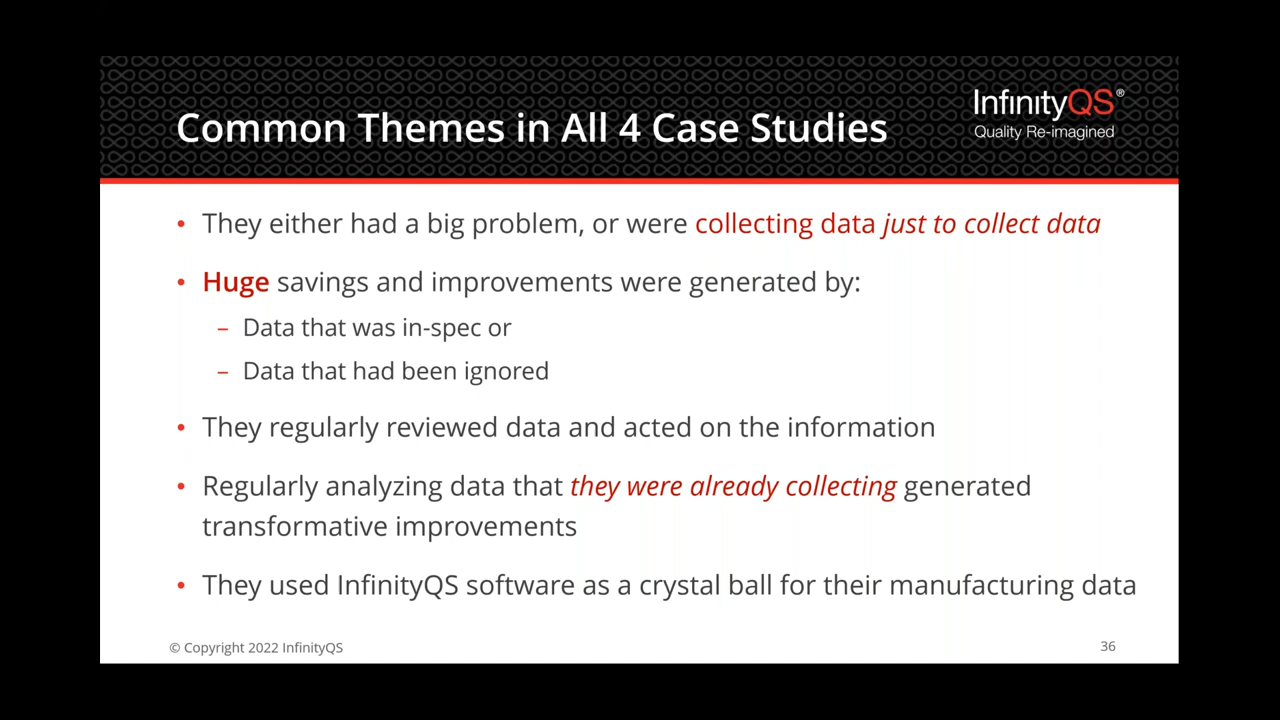 Common Themes in All 4 Case Studies
InfinityQS®
Quality Re-imagined
• They either had a big problem, or were collecting data just to collect data
• Huge savings and improvements were generated by:
– Data that was in-spec or
– Data that had been ignored
• They regularly reviewed data and acted on the information
• Regularly analyzing data that they were already collecting generated
transformative improvements
• They used InfinityQS software as a crystal ball for their manufacturing data
© Copyright 2022 InfinityQS
36